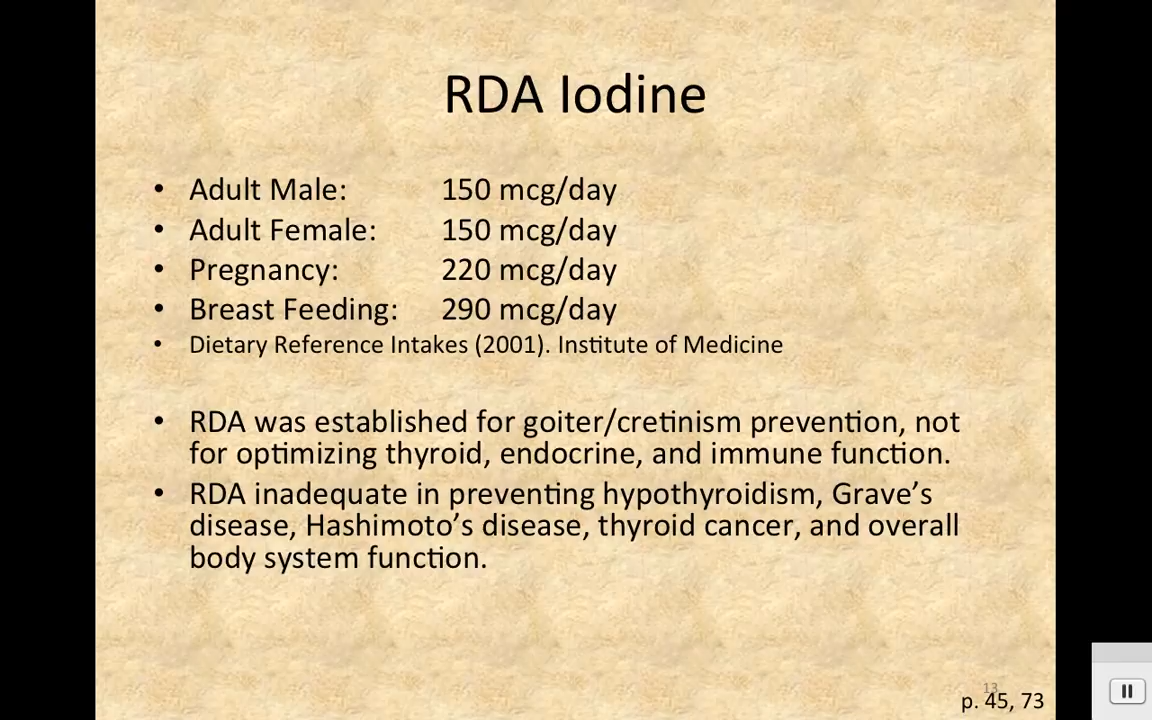 RDA Iodine
• Adult Male: 150 mcg/day
• Adult Female: 150 mcg/day
• Pregnancy: 220 mcg/day
• Breast Feeding: 290 mcg/day
• Dietary Reference Intakes (2001). Institute of Medicine
• RDA was established for goiter/cretinism prevention, not
for optimizing thyroid, endocrine, and immune function.
• RDA inadequate in preventing hypothyroidism, Grave’s
disease, Hashimoto’s disease, thyroid cancer, and overall
body system function.
13
p. 45, 73